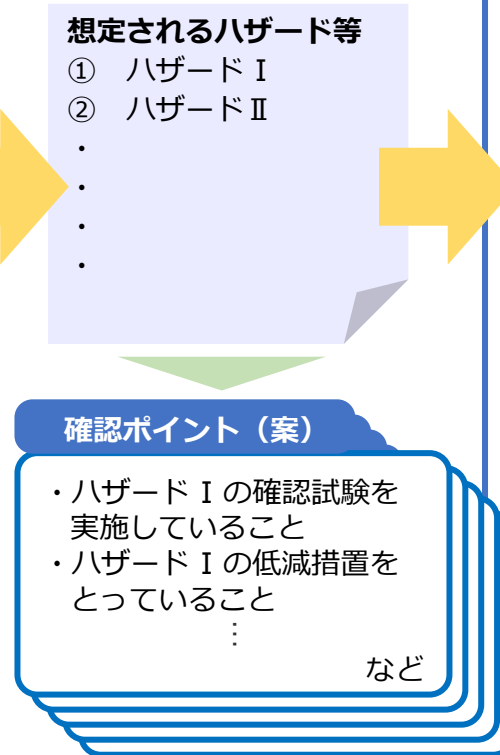 想定されるハザード等
① ハザードⅠ
② ハザードⅡ
・
・
・
・
確認ポイント（案）
・ハザードⅠの確認試験を
実施していること
・ハザードⅠの低減措置を
とっていること
⋮
など